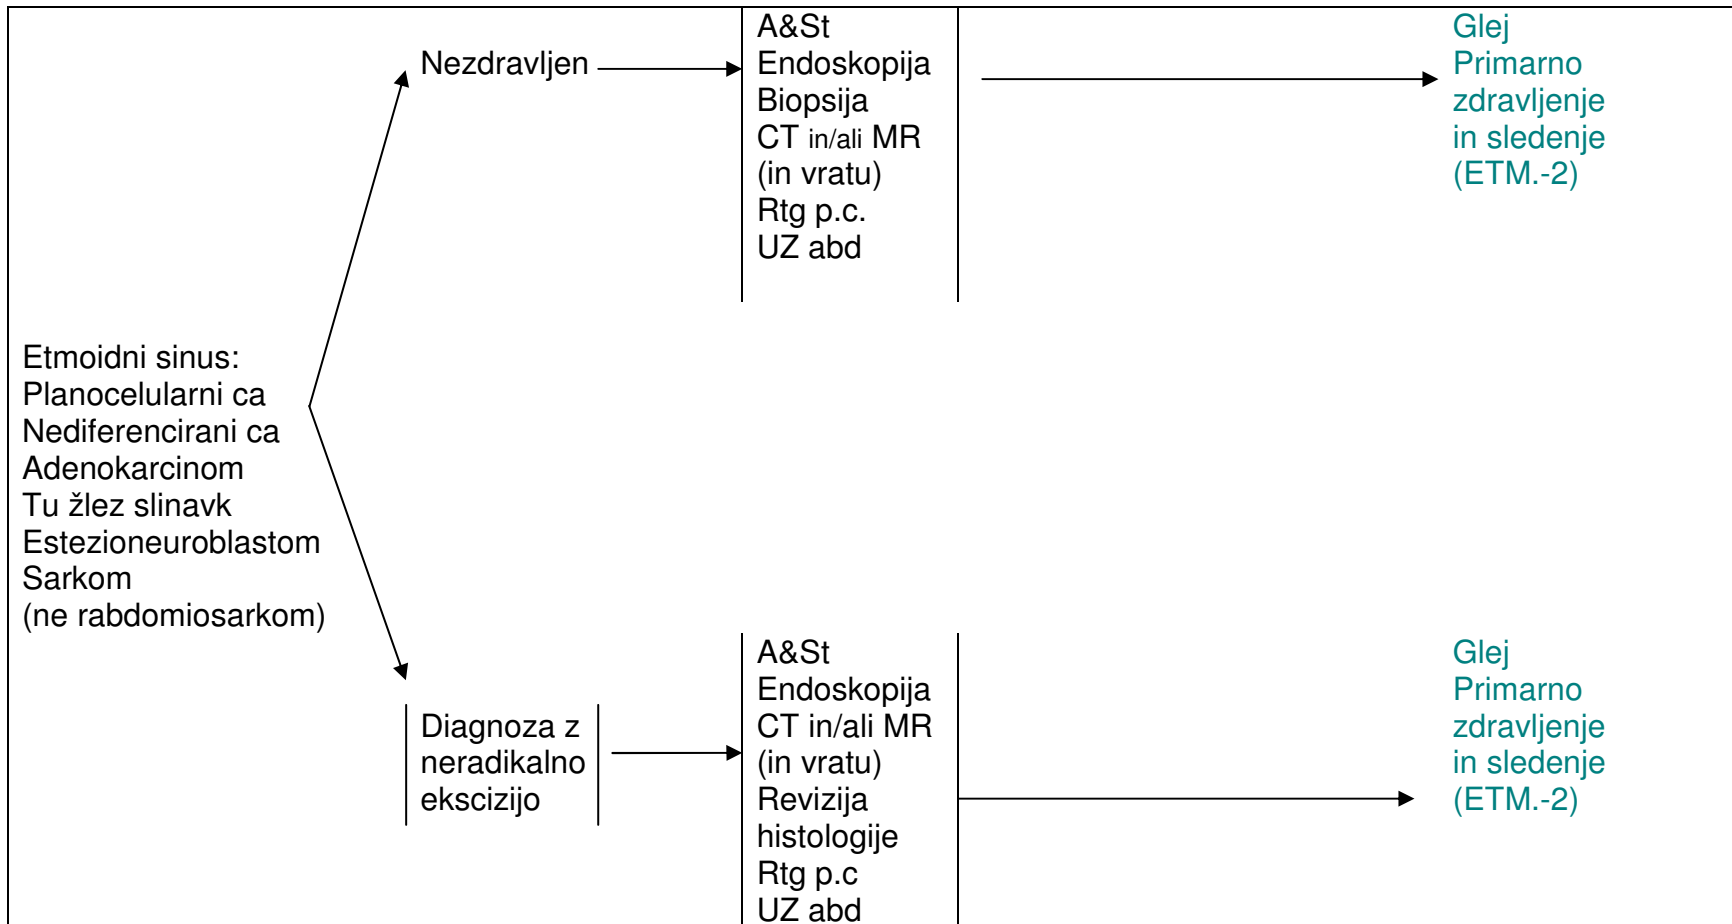 Etmoidni sinus:
Planocelularni ca
Nediferencirani ca
Adenokarcinom
Tu žlez slinavk
Estezioneuroblastom
Sarkom
(ne rabdomiosarkom)
Nezdravljen
A&St
Endoskopija
Biopsija
CT in/ali MR
(in vratu)
Rtg p.c.
UZ abd
Glej
Primarno
zdravljenje
in sledenje
(ETM.-2)
Diagnoza z
neradikalno
ekscizijo
A&St
Endoskopija
CT in/ali MR
(in vratu)
Revizija
histologije
Rtg p.c
UZ abd
Glej
Primarno
zdravljenje
in sledenje
(ETM.-2)